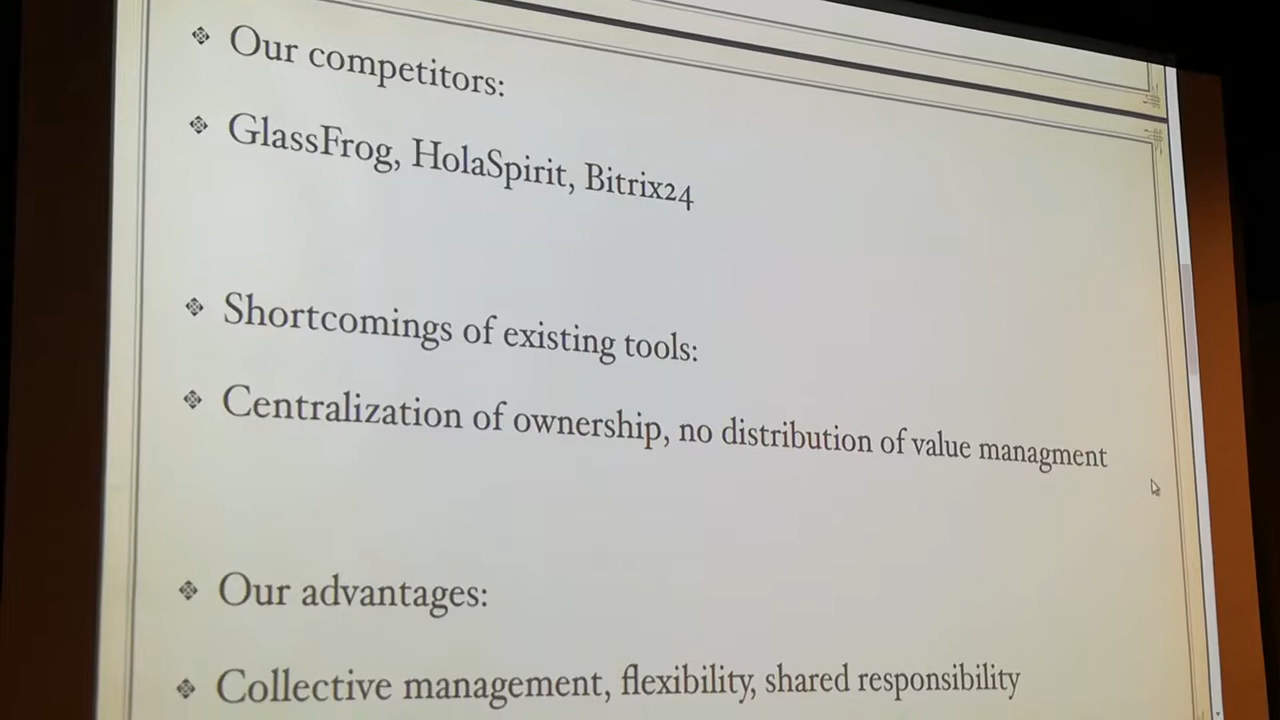 Our competitors:
GlassFrog, HolaSpirit, Bitrix24
Shortcomings of existing tools:
Centralization of ownership, no distribution of value managment
Our advantages:
Collective management, flexibility, shared responsibility